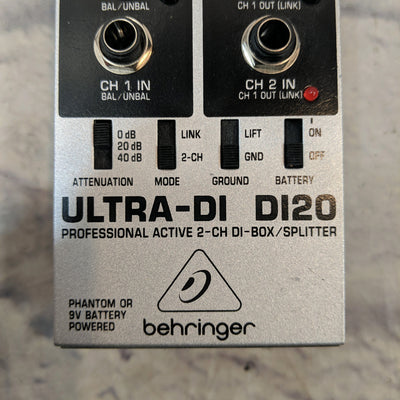 BAL/UNBAL
CH 1 OUT (LINK)
CH 1 IN
BAL/UNBAL
CH 2 IN
CH 1 OUT (LINK)
0 dB
20 dB
40 dB
LINK
2-CH
LIFT
GND
ON
OFF
ATTENUATION
MODE
GROUND
BATTERY
ULTRA-DI DI20
PROFESSIONAL ACTIVE 2-CH DI-BOX/SPLITTER
PHANTOM OR
9V BATTERY
POWERED
behringer